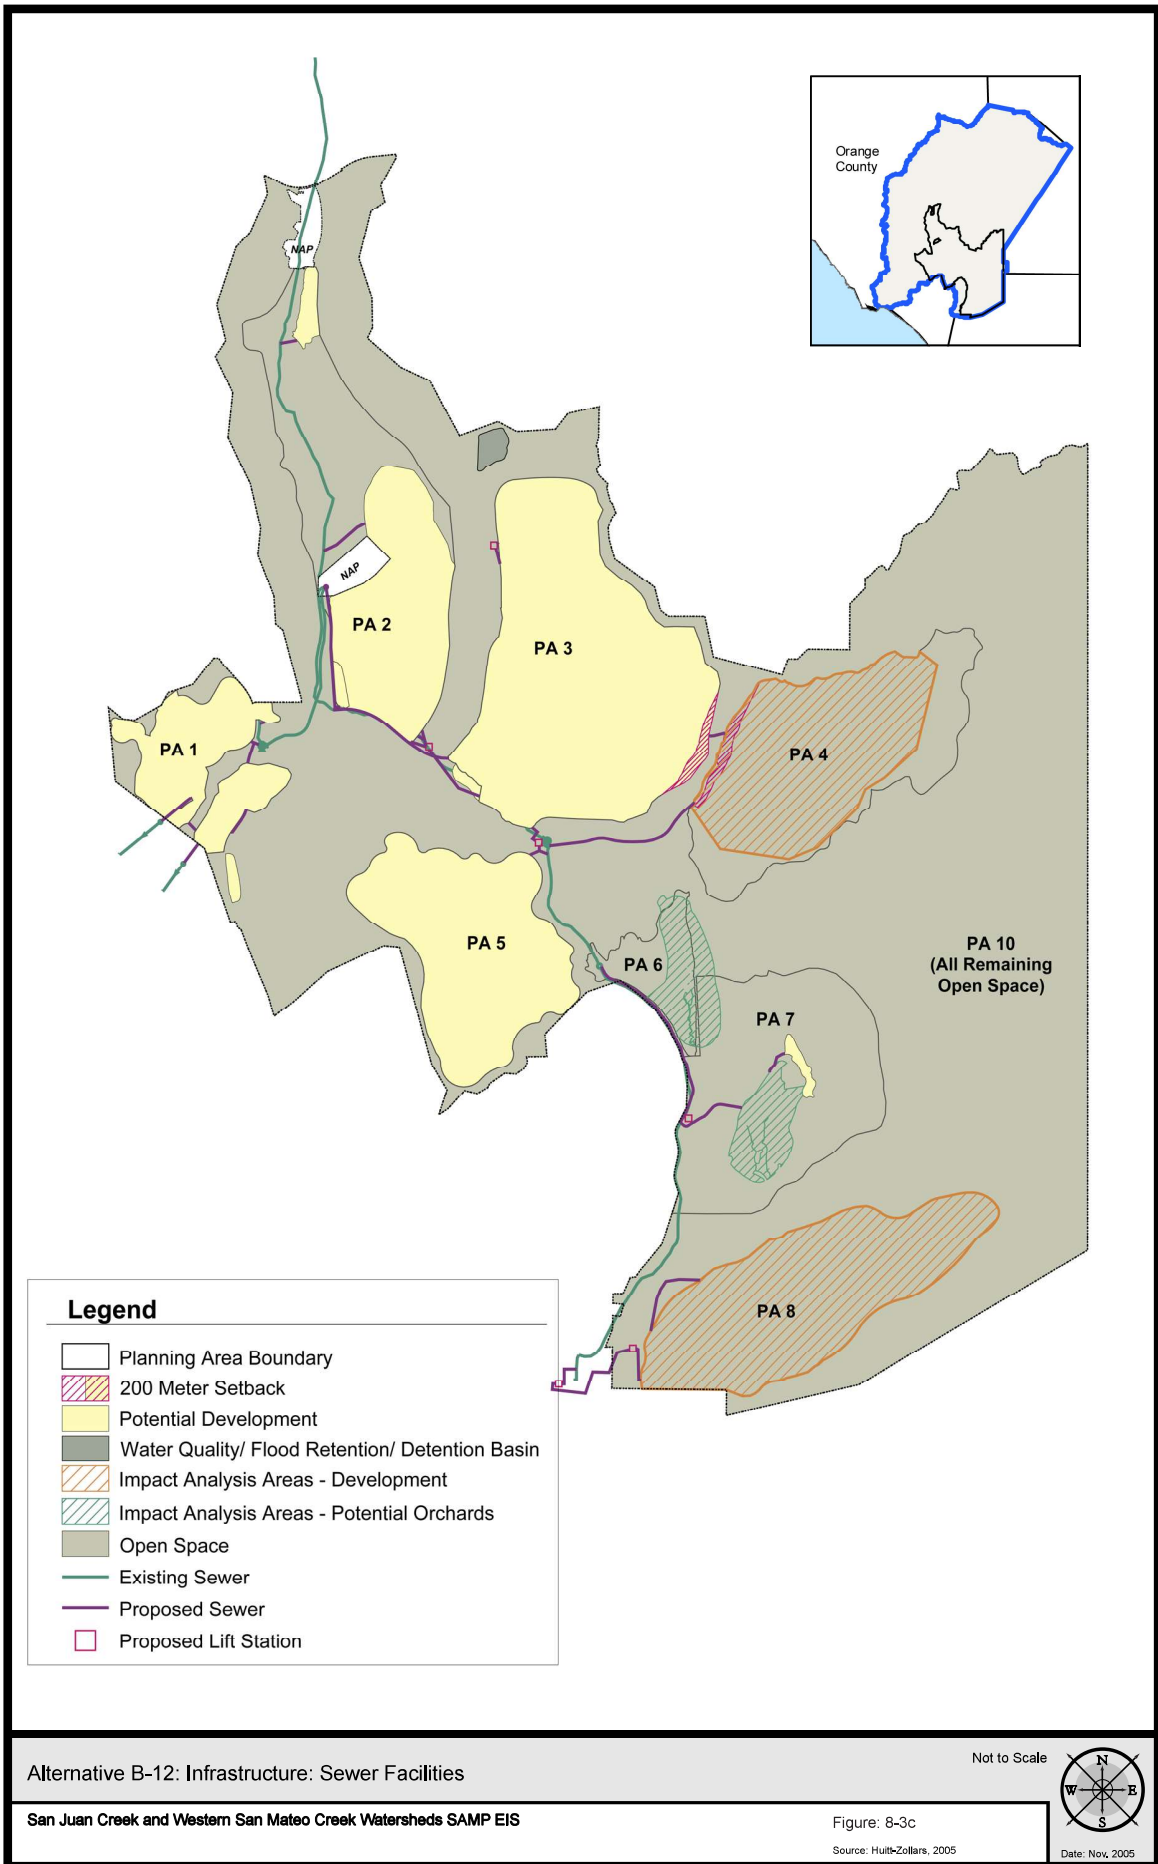 Orange
County
NAP
NAP
PA 2
PA 3
PA 1
PA 4
PA 5
PA 6
PA 10
(All Remaining
Open Space)
PA 7
PA 8
Legend
Planning Area Boundary
200 Meter Setback
Potential Development
Water Quality/ Flood Retention/ Detention Basin
Impact Analysis Areas - Development
Impact Analysis Areas - Potential Orchards
Open Space
Existing Sewer
Proposed Sewer
Proposed Lift Station
Alternative B-12: Infrastructure: Sewer Facilities
Not to Scale
N
W E
S
San Juan Creek and Western San Mateo Creek Watersheds SAMP EIS
Figure: 8-3c
Source: Huitt-Zollars, 2005
Date: Nov, 2005